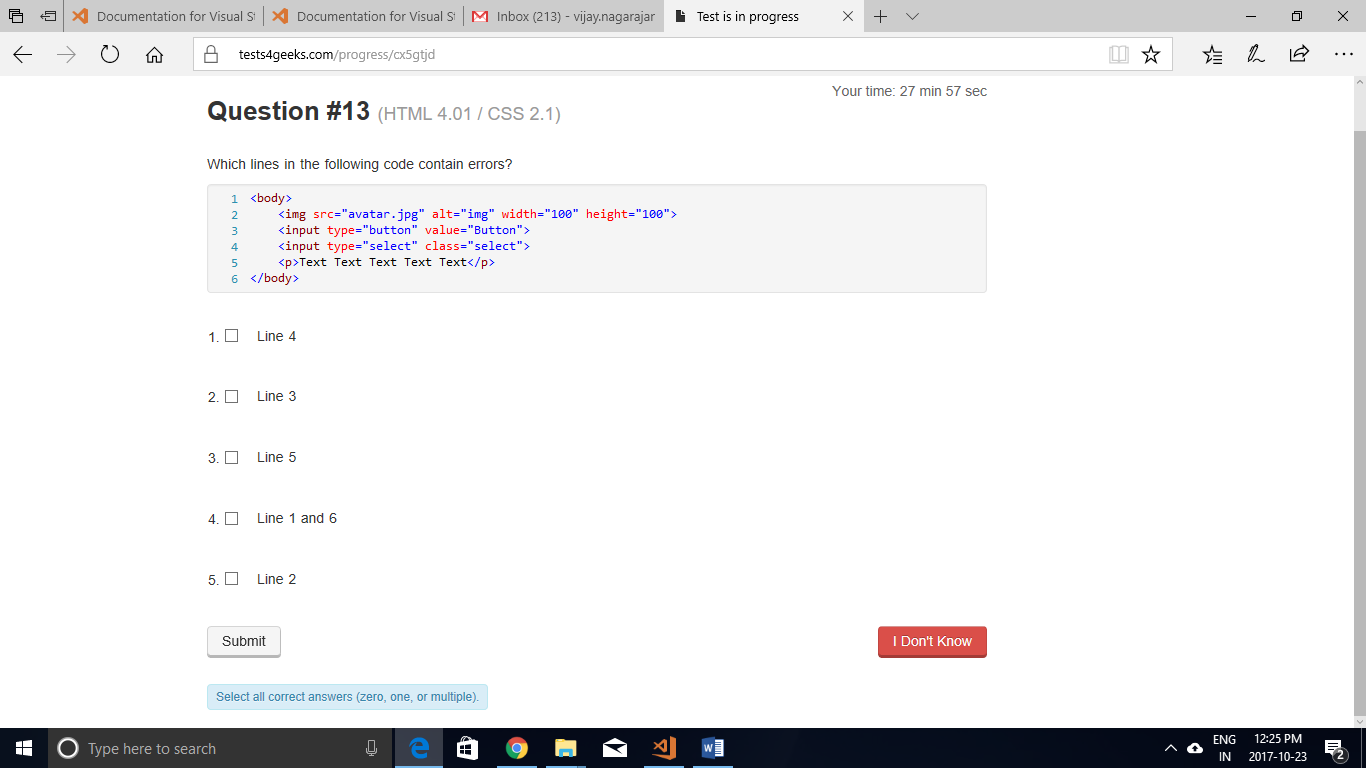 Documentation for Visual St
Documentation for Visual St
Inbox (213) - vijay.nagarajar
Test is in progress
tests4geeks.com/progress/cx5gtjd
Your time: 27 min 57 sec
Question #13 (HTML 4.01 / CSS 2.1)
Which lines in the following code contain errors?
1 <body>
2 <img src="avatar.jpg" alt="img" width="100" height="100">
3 <input type="button" value="Button">
4 <input type="select" class="select">
5 <p>Text Text Text Text Text</p>
6 </body>
1. Line 4
2. Line 3
3. Line 5
4. Line 1 and 6
5. Line 2
Submit
I Don't Know
Select all correct answers (zero, one, or multiple).
Type here to search
ENG
IN
12:25 PM
2017-10-23
2